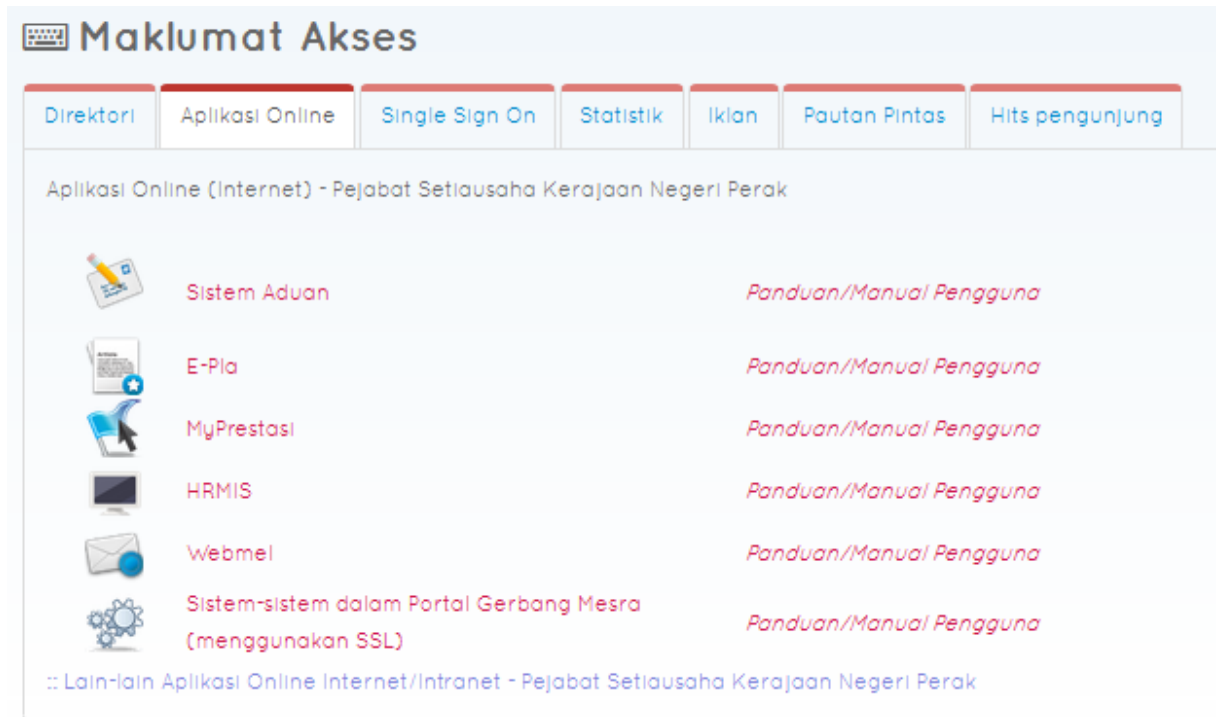 Maklumat Akses
Direktori Aplikasi Online Single Sign On Statistik Iklan Pautan Pintas Hits pengunjung
Aplikasi Online (Internet) - Pejabat Setiausaha Kerajaan Negeri Perak
Sistem Aduan Panduan/Manual Pengguna
E-Pla Panduan/Manual Pengguna
MyPrestasi Panduan/Manual Pengguna
HRMIS Panduan/Manual Pengguna
Webmel Panduan/Manual Pengguna
Sistem-sistem dalam Portal Gerbang Mesra
(menggunakan SSL) Panduan/Manual Pengguna
:: Lain-lain Aplikasi Online Internet/Intranet - Pejabat Setiausaha Kerajaan Negeri Perak